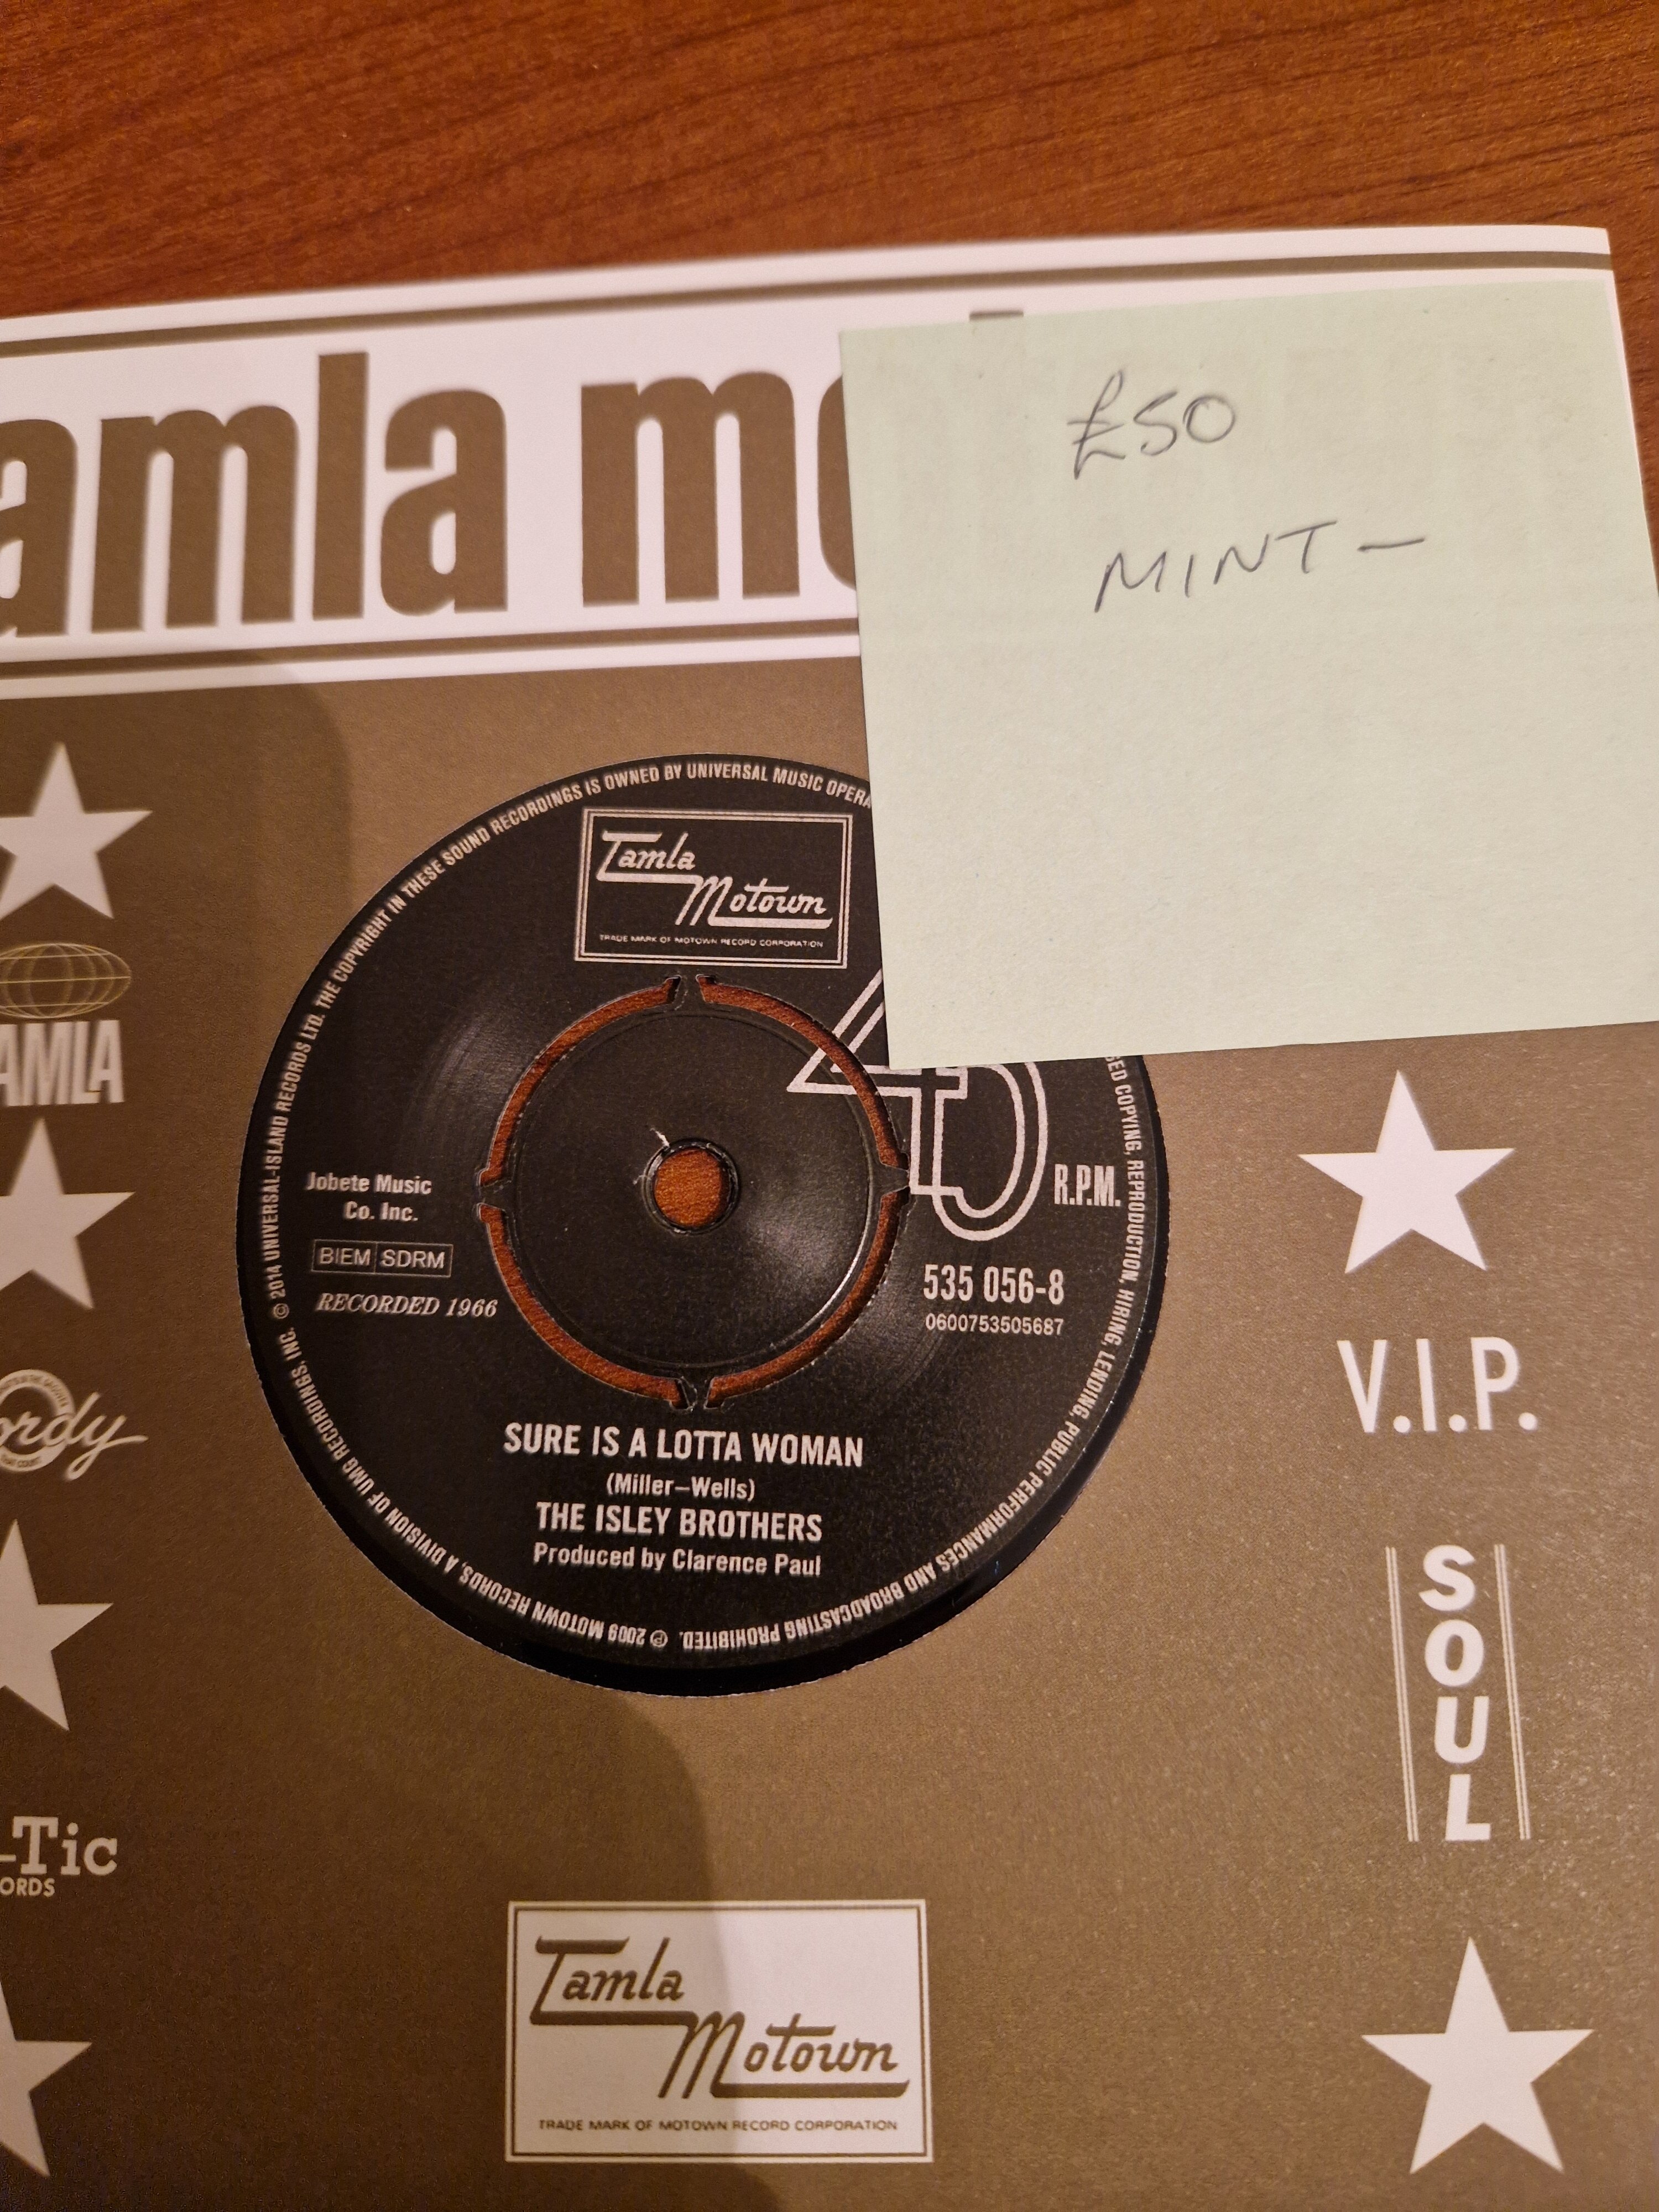 amla mo
£50
MINT-
AMLA
ordy
-Tic
ORDS
© 2014 UNIVERSAL-ISLAND RECORDS LTD. THE COPYRIGHT IN THESE SOUND RECORDINGS IS OWNED BY UNIVERSAL MUSIC OPERA
SED COPYING, REPRODUCTION, HIRING, LENDING, PUBLIC PERFORMANCES AND BROADCASTING PROHIBITED.
℗ 2009 MOTOWN RECORDS, A DIVISION OF UMG RECORDINGS, INC.
Tamla
Motown
TRADE MARK OF MOTOWN RECORD CORPORATION
45
R.P.M.
Jobete Music
Co. Inc.
BIEM SDRM
RECORDED 1966
535 056-8
0600753505687
SURE IS A LOTTA WOMAN
(Miller–Wells)
THE ISLEY BROTHERS
Produced by Clarence Paul
V.I.P.
SOUL
Tamla
Motown
TRADE MARK OF MOTOWN RECORD CORPORATION